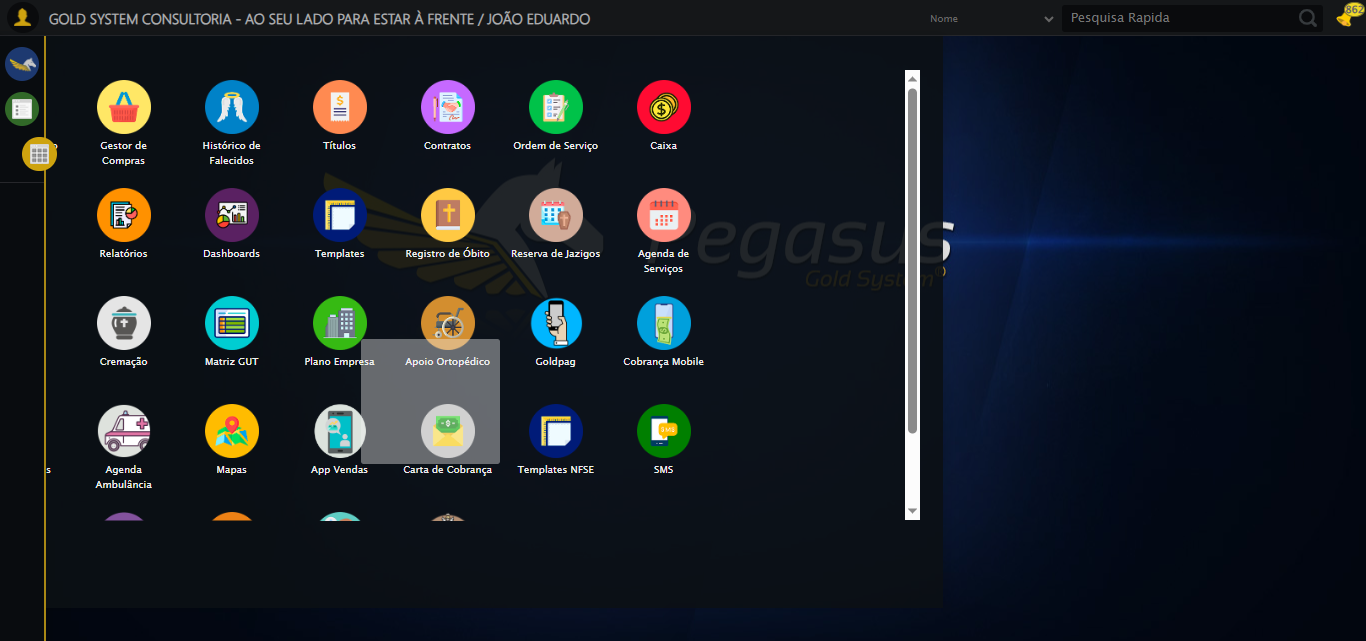 GOLD SYSTEM CONSULTORIA - AO SEU LADO PARA ESTAR À FRENTE / JOÃO EDUARDO
Nome
Pesquisa Rapida
862
Gestor de
Compras
Histórico de
Falecidos
Títulos
Contratos
Ordem de Serviço
Caixa
Relatórios
Dashboards
Templates
Registro de Óbito
Reserva de Jazigos
Agenda de
Serviços
Pegasus
Gold System
Cremação
Matriz GUT
Plano Empresa
Apoio Ortopédico
Goldpag
Cobrança Mobile
s
Agenda
Ambulância
Mapas
App Vendas
Carta de Cobrança
Templates NFSE
SMS